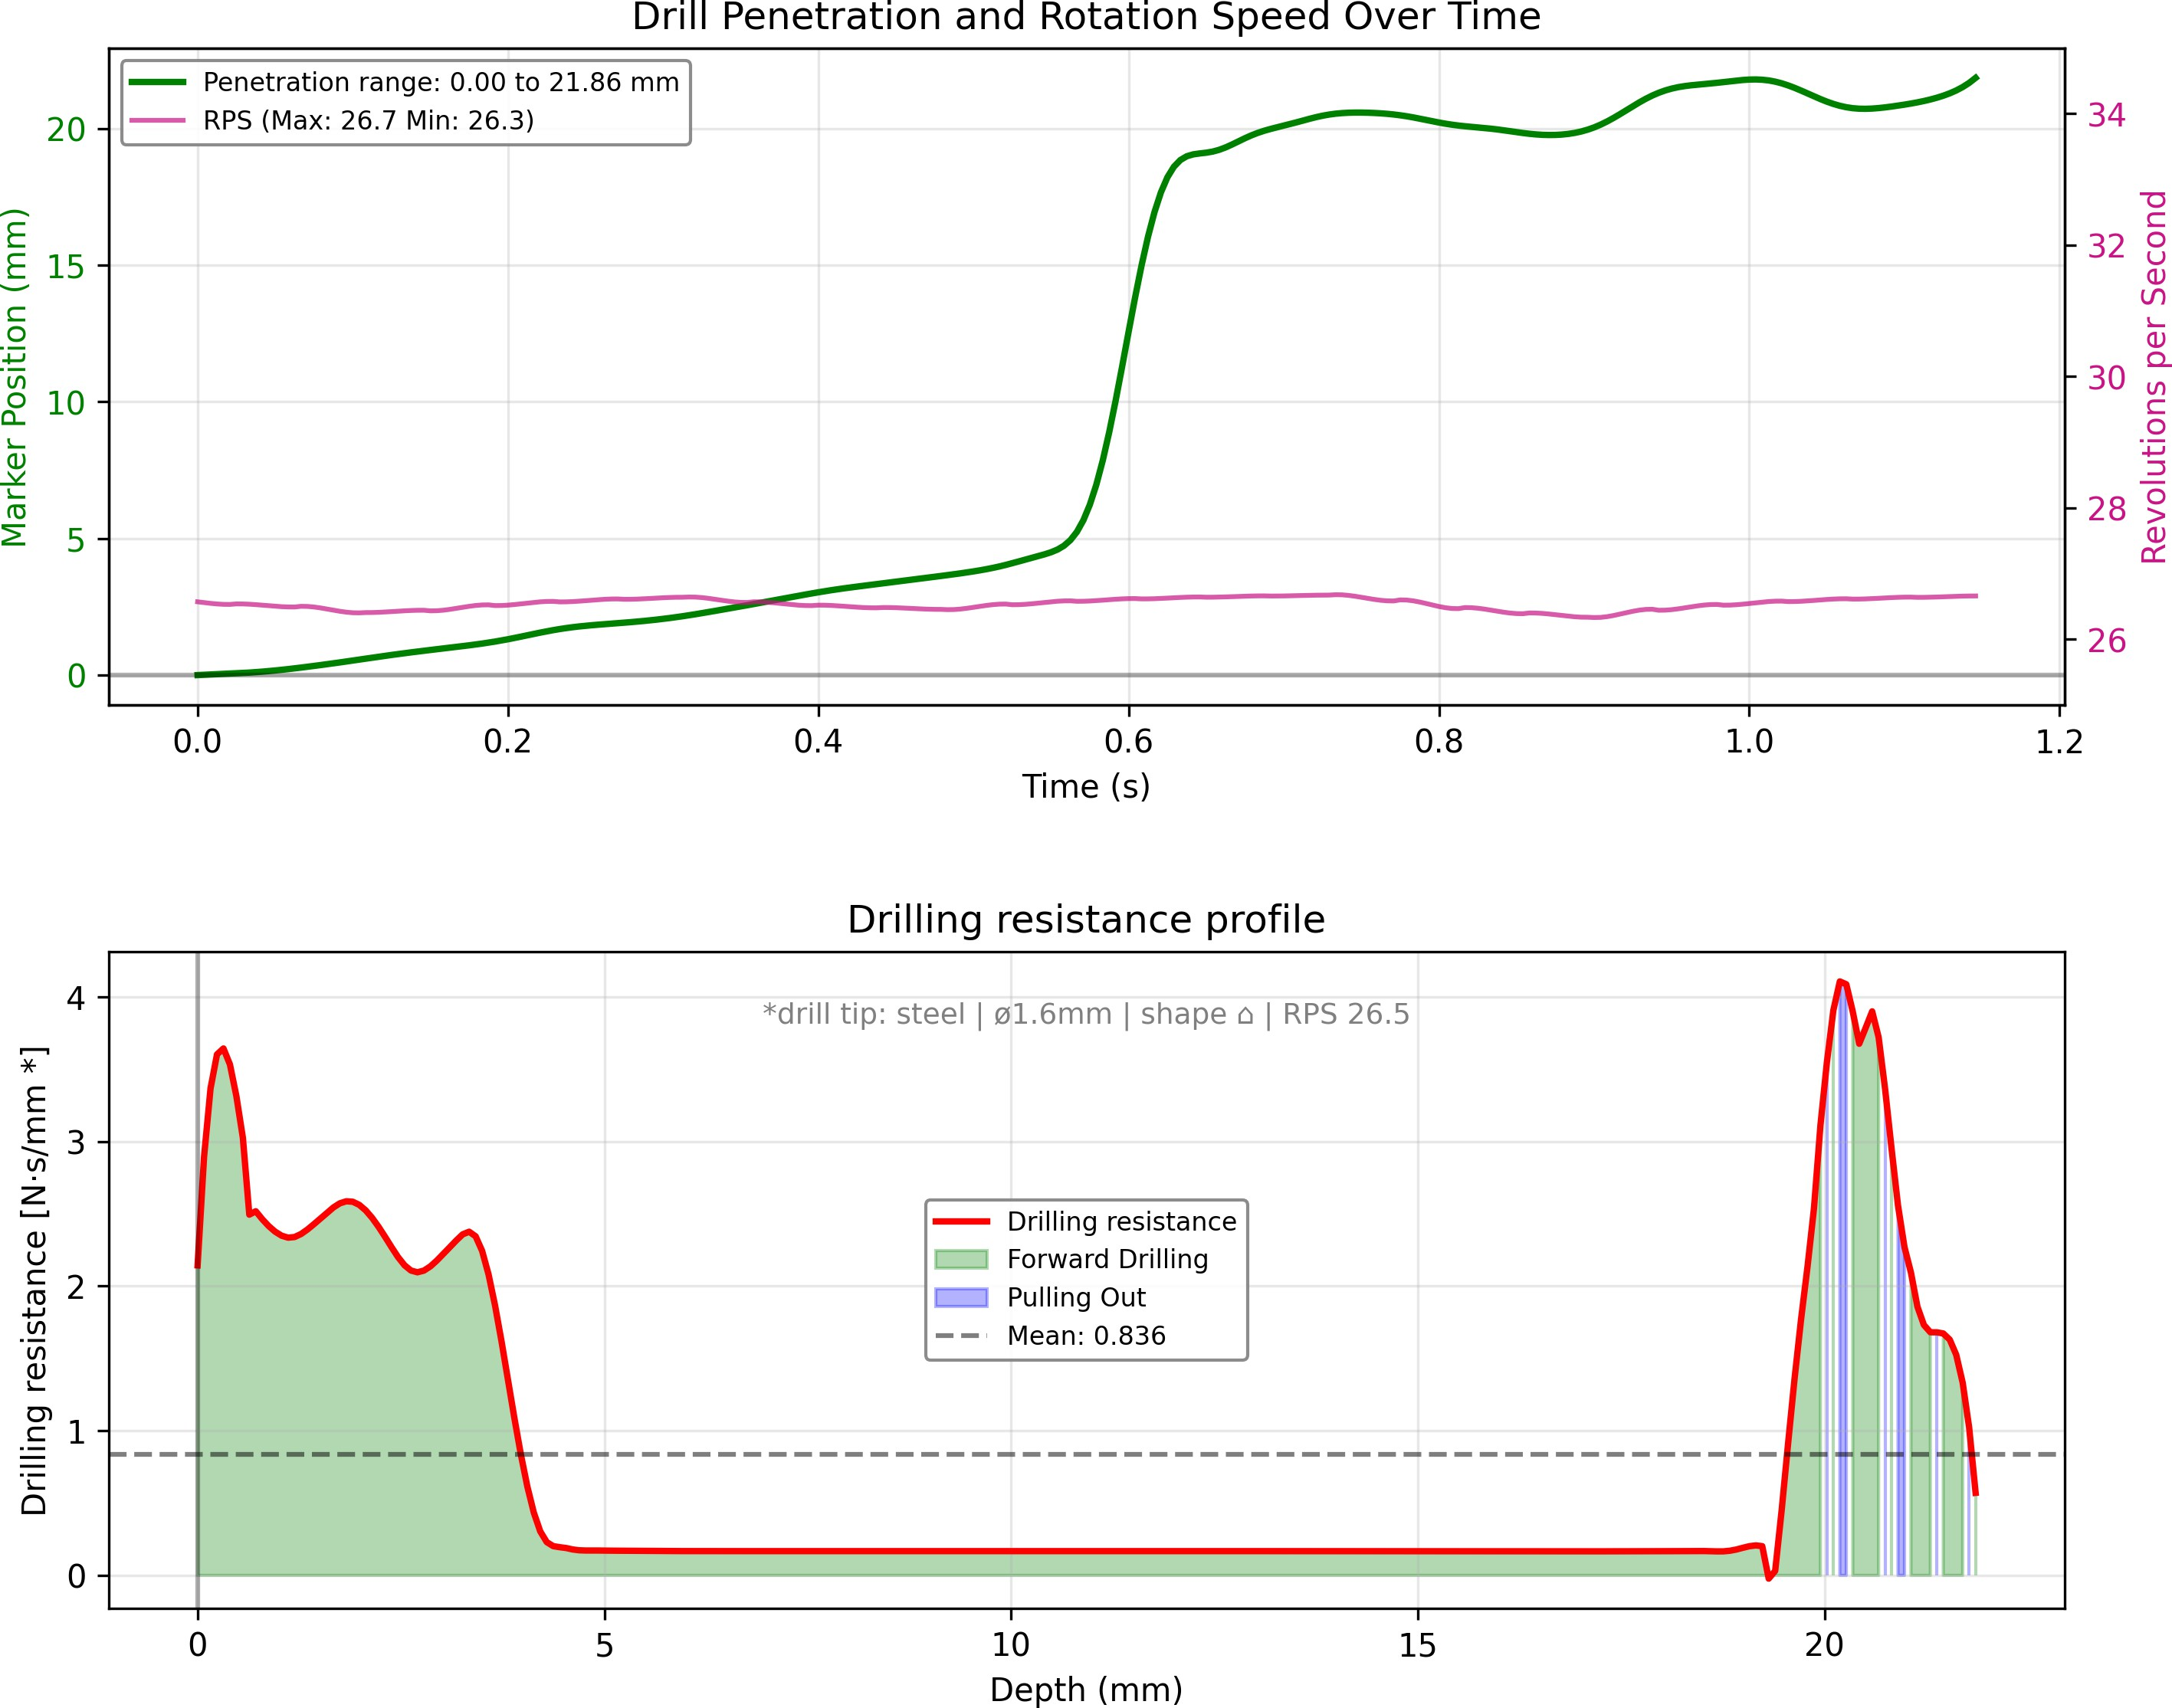 Drill Penetration and Rotation Speed Over Time
Penetration range: 0.00 to 21.86 mm
RPS (Max: 26.7 Min: 26.3)
Marker Position (mm)
20
15
10
5
0
34
32
30
28
26
Revolutions per Second
0.0 0.2 0.4 0.6 0.8 1.0 1.2
Time (s)
Drilling resistance profile
*drill tip: steel | ø1.6mm | shape ⌂ | RPS 26.5
Drilling resistance [N·s/mm *]
4
3
2
1
0
Drilling resistance
Forward Drilling
Pulling Out
Mean: 0.836
0 5 10 15 20
Depth (mm)